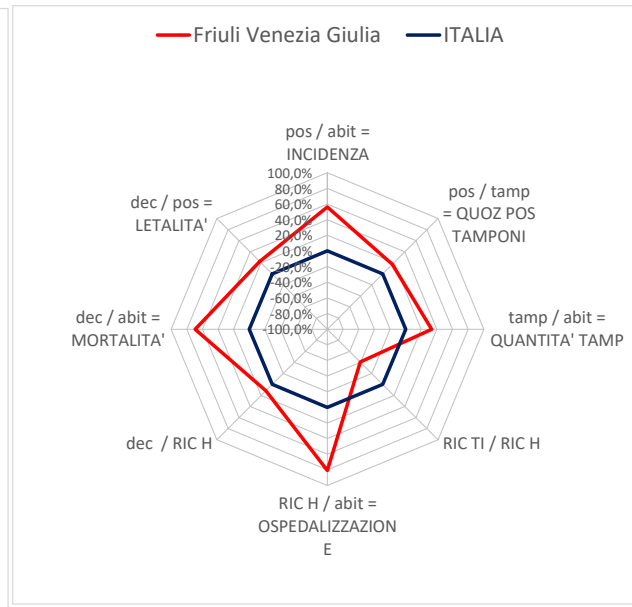 Friuli Venezia Giulia
ITALIA
pos / abit =
INCIDENZA
100,0%
80,0%
60,0%
40,0%
20,0%
0,0%
-20,0%
-40,0%
-60,0%
-80,0%
-100,0%
pos / tamp
= QUOZ POS
TAMPONI
tamp / abit =
QUANTITA' TAMP
RIC TI / RIC H
RIC H / abit =
OSPEDALIZZAZION
E
dec / RIC H
dec / abit =
MORTALITA'
dec / pos =
LETALITA'